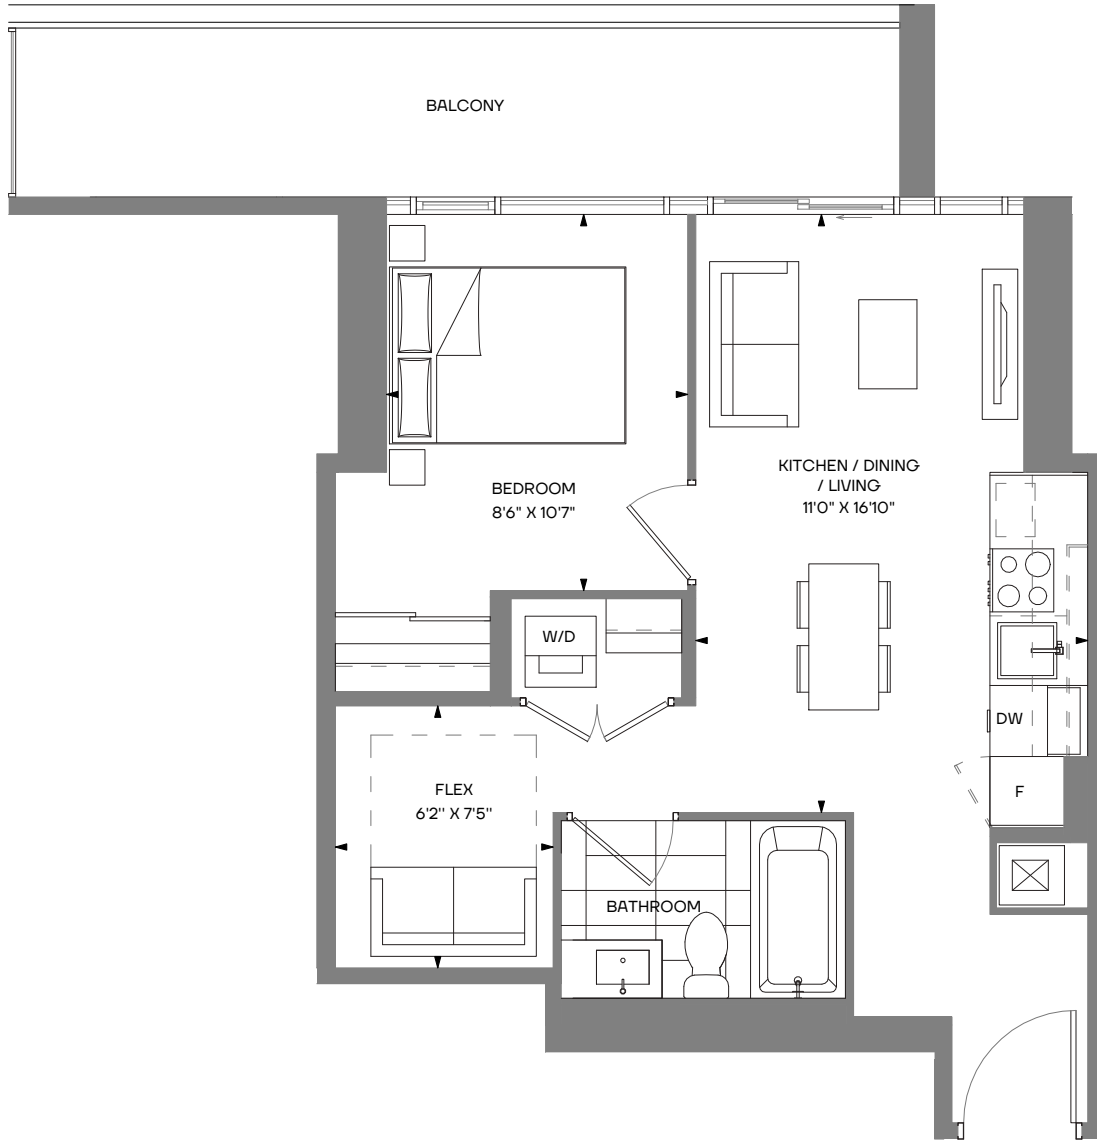 BALCONY
KITCHEN / DINING
/ LIVING
11'0" X 16'10"
BEDROOM
8'6" X 10'7"
W/D
DW
FLEX
6'2" X 7'5"
F
BATHROOM